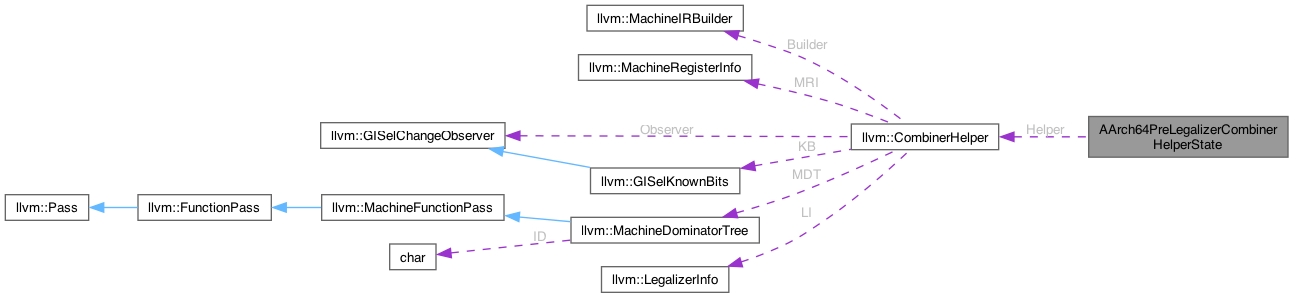 llvm::MachineIRBuilder
Builder
llvm::MachineRegisterInfo
MRI
llvm::GISelChangeObserver
Observer
llvm::CombinerHelper
Helper
AArch64PreLegalizerCombiner
HelperState
KB
llvm::GISelKnownBits
MDT
llvm::Pass
llvm::FunctionPass
llvm::MachineFunctionPass
LI
llvm::MachineDominatorTree
ID
char
llvm::LegalizerInfo